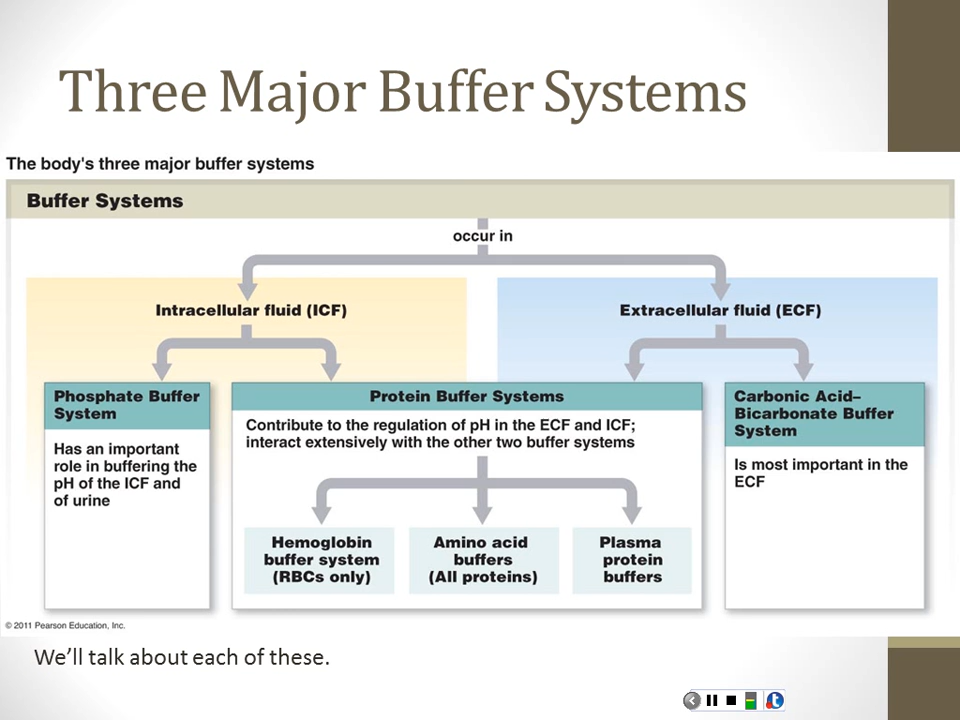 Three Major Buffer Systems
The body's three major buffer systems
Buffer Systems
occur in
Intracellular fluid (ICF)
Extracellular fluid (ECF)
Phosphate Buffer
System
Has an important
role in buffering the
pH of the ICF and
of urine
Protein Buffer Systems
Contribute to the regulation of pH in the ECF and ICF;
interact extensively with the other two buffer systems
Hemoglobin
buffer system
(RBCs only)
Amino acid
buffers
(All proteins)
Plasma
protein
buffers
Carbonic Acid–
Bicarbonate Buffer
System
Is most important in the
ECF
© 2011 Pearson Education, Inc.
We’ll talk about each of these.
t